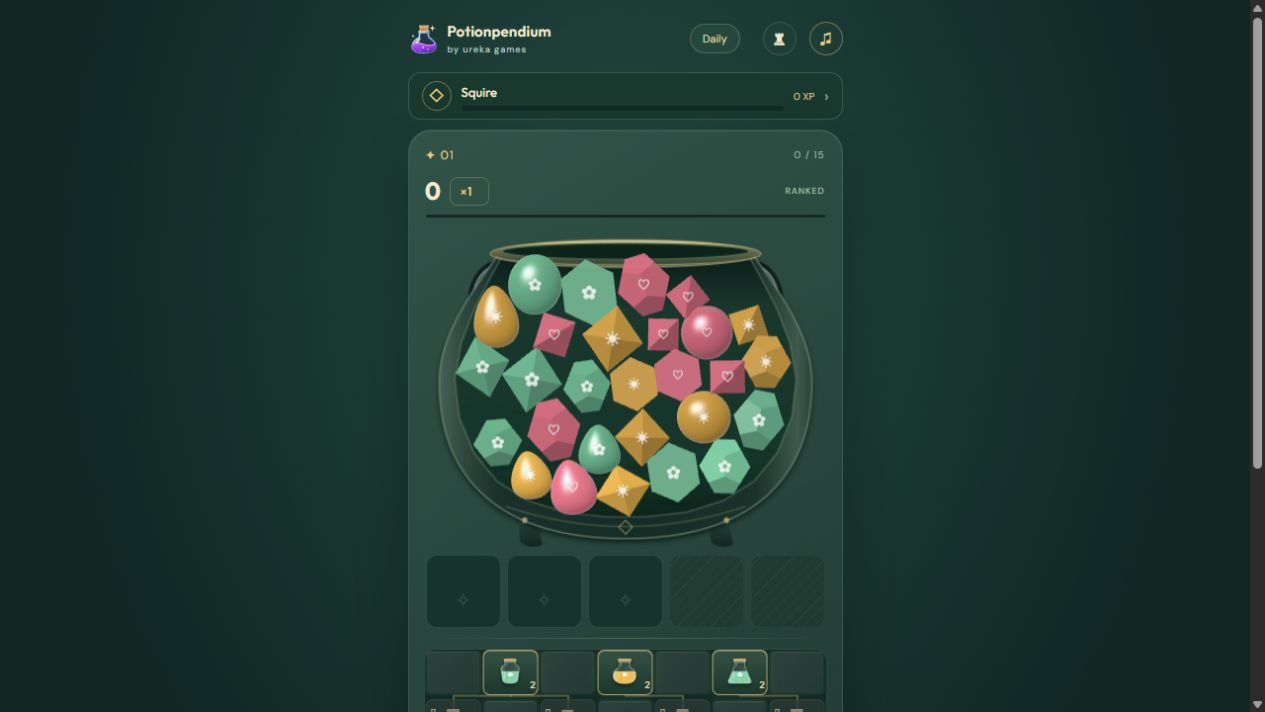 Potionpendium
by ureka games
Daily
Squire
0 XP
01
0 / 15
0
×1
RANKED
2
2
2